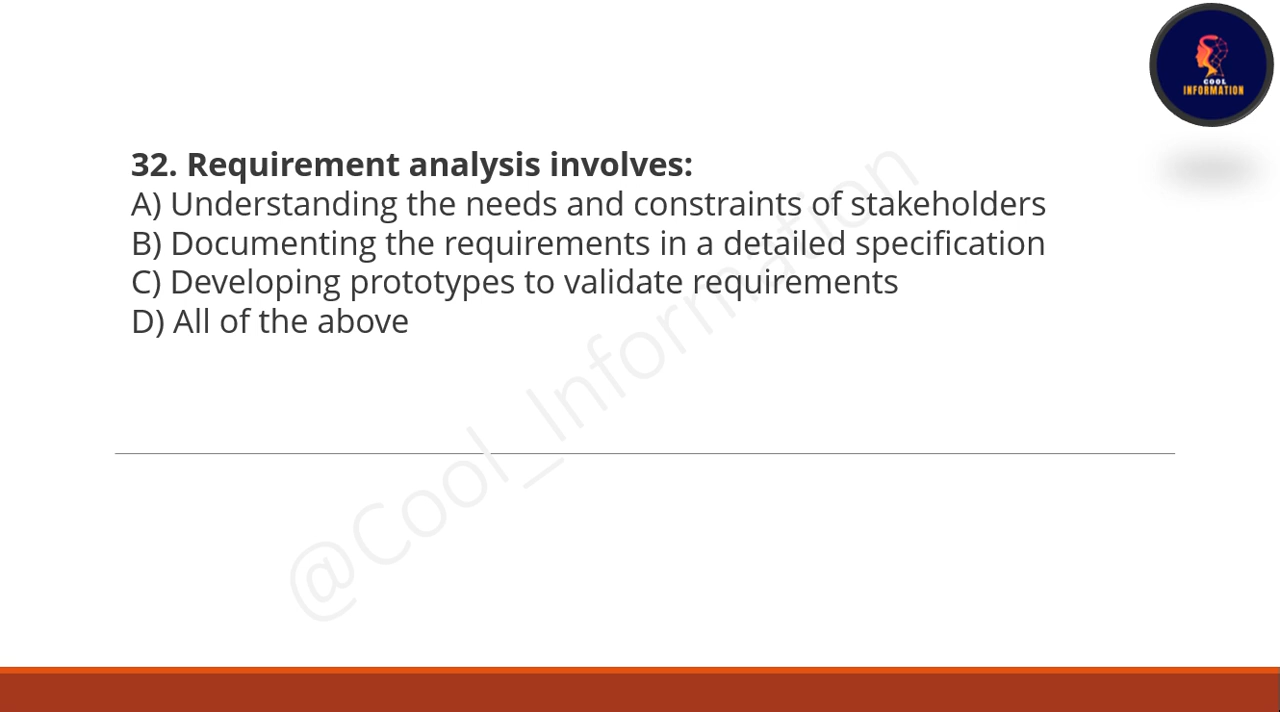 COOL
INFORMATION
32. Requirement analysis involves:
A) Understanding the needs and constraints of stakeholders
B) Documenting the requirements in a detailed specification
C) Developing prototypes to validate requirements
D) All of the above
@Cool_Information